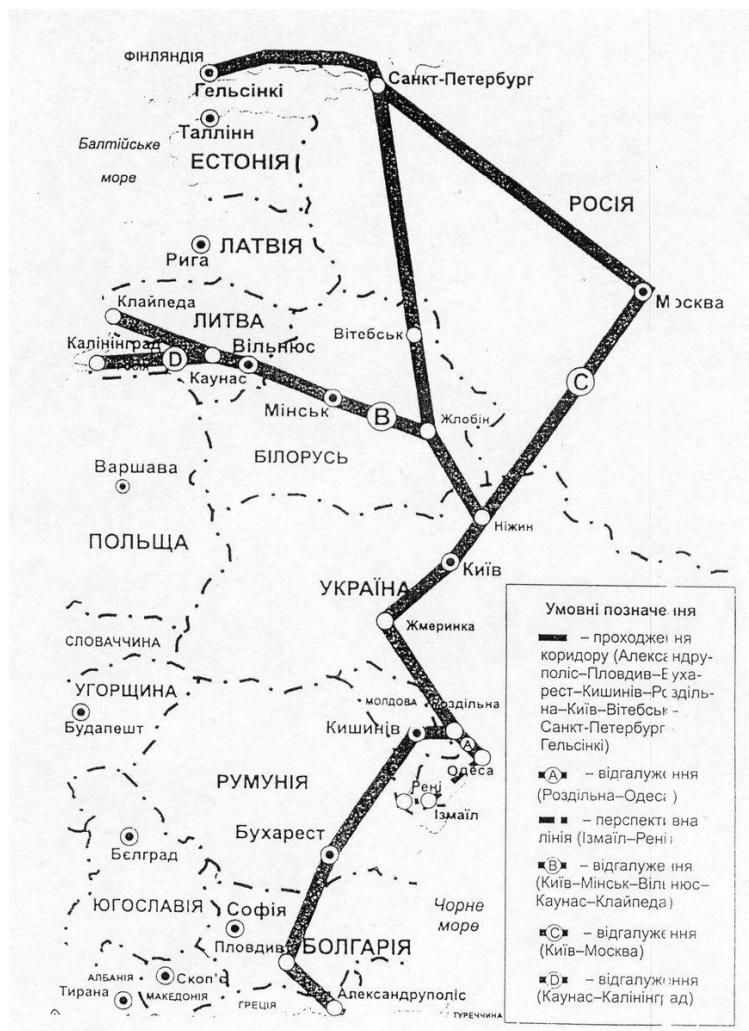 ФІНЛЯНДІЯ
Гельсінкі
Санкт-Петербург
Таллінн
Балтійське
море
ЕСТОНІЯ
РОСІЯ
ЛАТВІЯ
Рига
Клайпеда
Москва
ЛИТВА
Калінінград
Вільнюс
Вітебськ
D
РОСІЯ
Каунас
C
Мінськ
B
Жлобін
БІЛОРУСЬ
Варшава
Ніжин
ПОЛЬЩА
Київ
УКРАЇНА
Жмеринка
СЛОВАЧЧИНА
УГОРЩИНА
МОЛДОВА
Роздільна
Будапешт
Кишинів
A
Одеса
РУМУНІЯ
Рені
Ізмаїл
Бухарест
Бєлград
ЮГОСЛАВІЯ
Софія
Чорне
море
Пловдив
БОЛГАРІЯ
АЛБАНІЯ
Скоп'є
Тирана
МАКЕДОНІЯ
ГРЕЦІЯ
Александруполіс
ТУРЕЧЧИНА
Умовні позначення
– проходження
коридору (Александру-
поліс–Пловдив–Буха-
рест–Кишинів–Розділь-
на–Київ–Вітебськ–
Санкт-Петербург
Гельсінкі)
A – відгалуження
(Роздільна–Одеса)
– перспективна
лінія (Ізмаїл–Рені)
B – відгалуження
(Київ–Мінськ–Вільнюс–
Каунас–Клайпеда)
C – відгалуження
(Київ–Москва)
D – відгалуження
(Каунас–Калінінград)